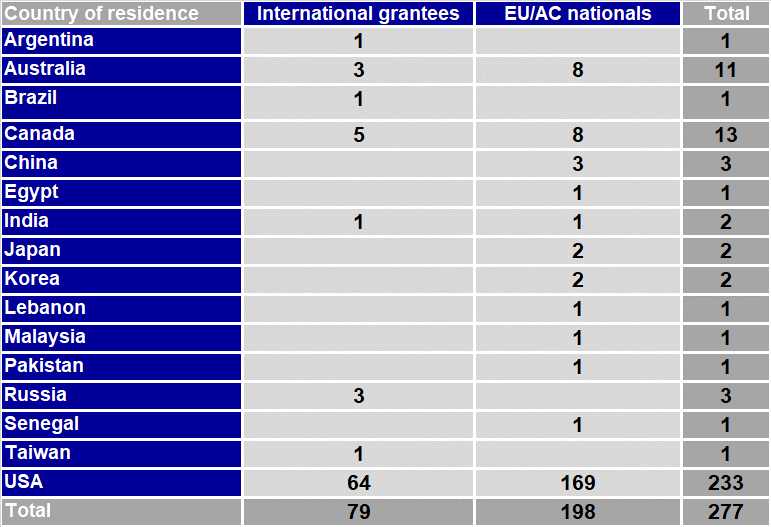 Country of residence International grantees EU/AC nationals Total
Argentina 1 1
Australia 3 8 11
Brazil 1 1
Canada 5 8 13
China 3 3
Egypt 1 1
India 1 1 2
Japan 2 2
Korea 2 2
Lebanon 1 1
Malaysia 1 1
Pakistan 1 1
Russia 3 3
Senegal 1 1
Taiwan 1 1
USA 64 169 233
Total 79 198 277